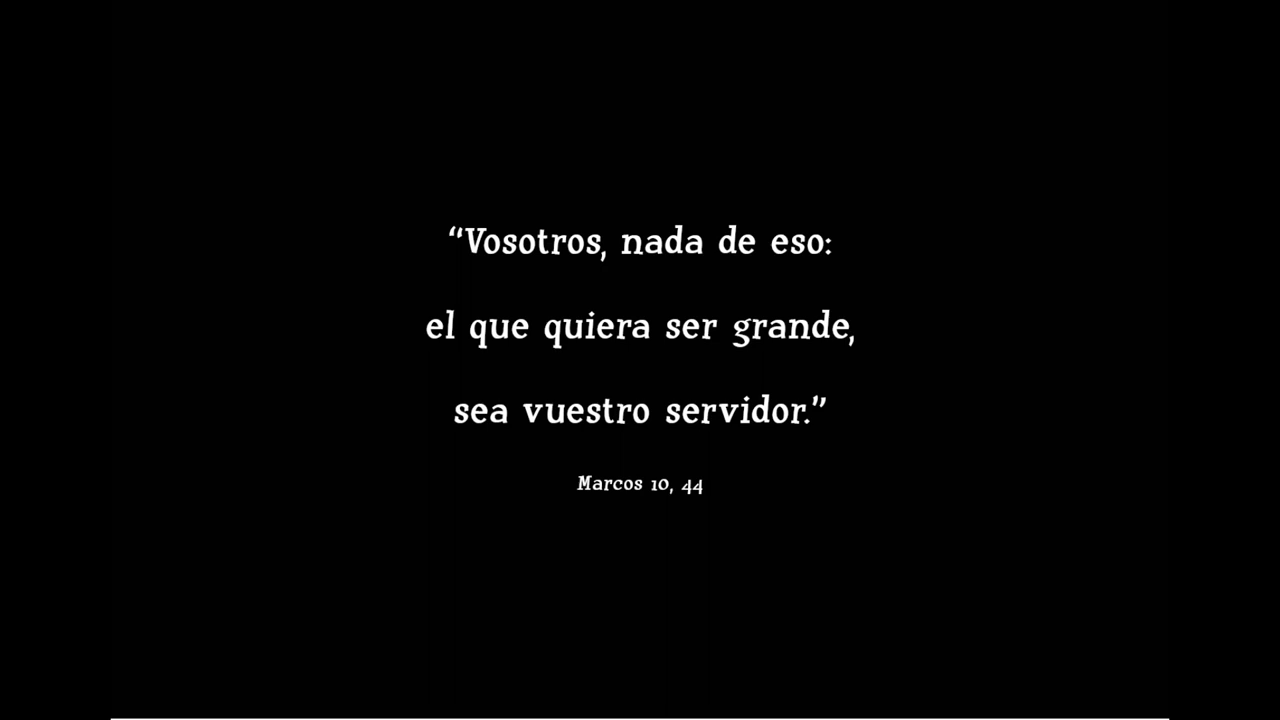 “Vosotros, nada de eso:
el que quiera ser grande,
sea vuestro servidor.”
Marcos 10, 44